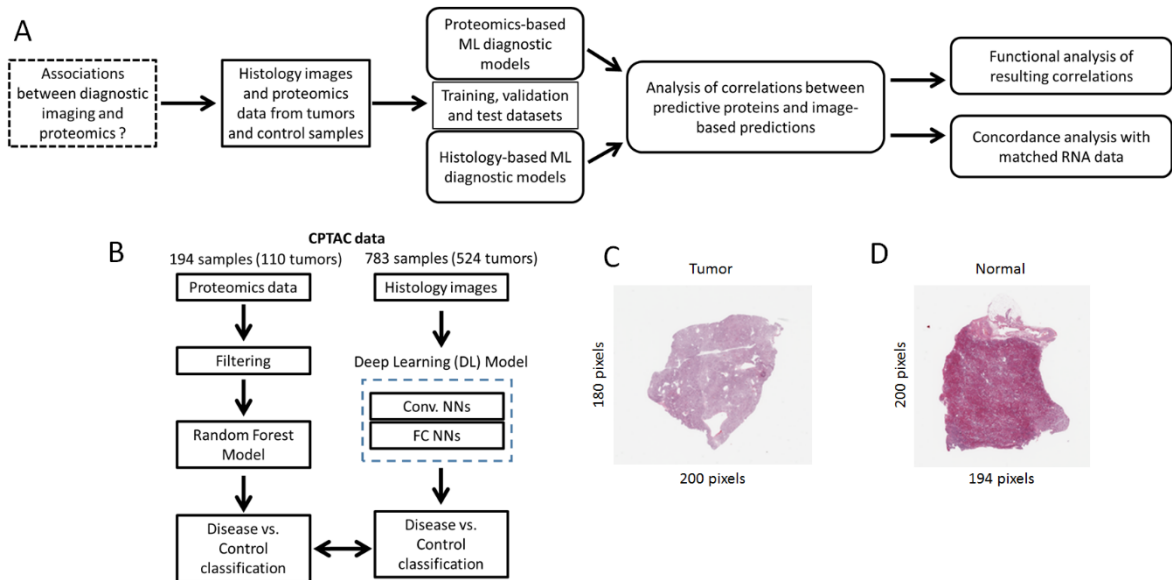 A
Associations
between diagnostic
imaging and
proteomics ?
Histology images
and proteomics
data from tumors
and control samples
Proteomics-based
ML diagnostic
models
Training, validation
and test datasets
Histology-based ML
diagnostic models
Analysis of correlations between
predictive proteins and image-
based predictions
Functional analysis of
resulting correlations
Concordance analysis with
matched RNA data
B
CPTAC data
194 samples (110 tumors)
783 samples (524 tumors)
Proteomics data
Histology images
Filtering
Deep Learning (DL) Model
Conv. NNs
FC NNs
Random Forest
Model
Disease vs.
Control
classification
Disease vs.
Control
classification
C
Tumor
180 pixels
200 pixels
D
Normal
200 pixels
194 pixels